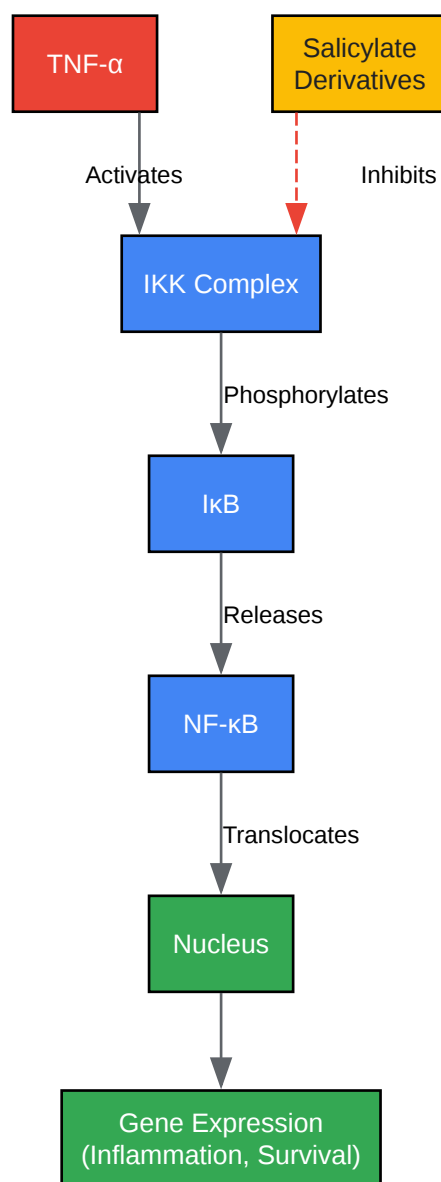 TNF-α
Salicylate
Derivatives
Activates
Inhibits
IKK Complex
Phosphorylates
IκB
Releases
NF-κB
Translocates
Nucleus
Gene Expression
(Inflammation, Survival)